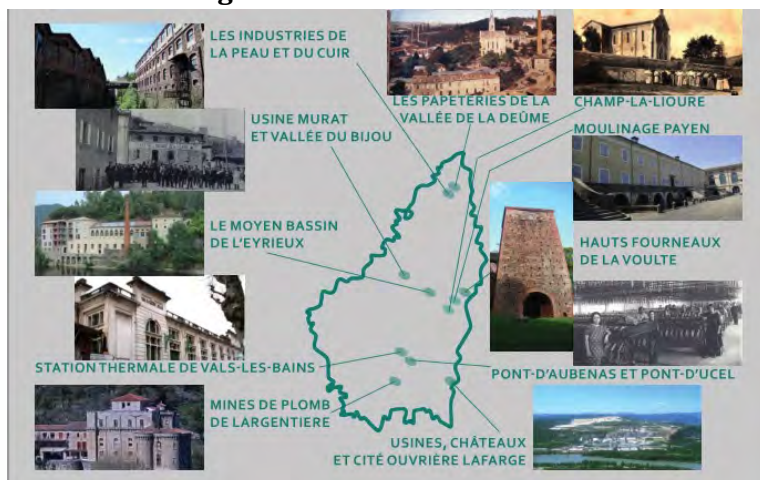 LES INDUSTRIES DE
LA PEAU ET DU CUIR
LES PAPETERIES DE LA
VALLÉE DE LA DEÛME
CHAMP-LA-LIOURE
MOULINAGE PAYEN
USINE MURAT
ET VALLÉE DU BIJOU
LE MOYEN BASSIN
DE L'EYRIEUX
HAUTS FOURNEAUX
DE LA VOULTE
STATION THERMALE DE VALS-LES-BAINS
PONT-D'AUBENAS ET PONT-D'UCEL
MINES DE PLOMB
DE LARGENTIERE
USINES, CHÂTEAUX
ET CITÉ OUVRIÈRE LAFARGE